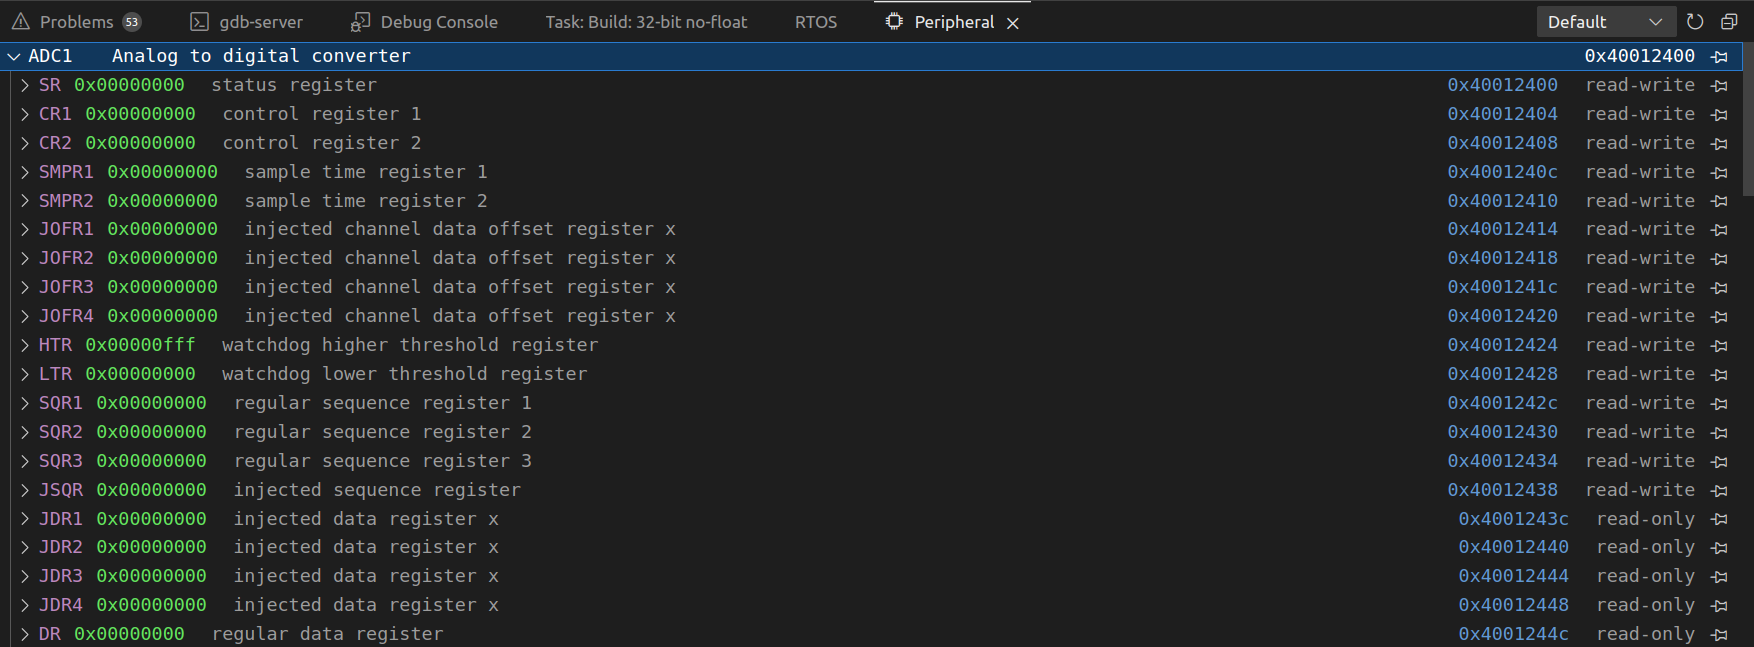 Problems 53 gdb-server Debug Console Task: Build: 32-bit no-float RTOS Peripheral Default
ADC1 Analog to digital converter 0x40012400
SR 0x00000000 status register 0x40012400 read-write
CR1 0x00000000 control register 1 0x40012404 read-write
CR2 0x00000000 control register 2 0x40012408 read-write
SMPR1 0x00000000 sample time register 1 0x4001240c read-write
SMPR2 0x00000000 sample time register 2 0x40012410 read-write
JOFR1 0x00000000 injected channel data offset register x 0x40012414 read-write
JOFR2 0x00000000 injected channel data offset register x 0x40012418 read-write
JOFR3 0x00000000 injected channel data offset register x 0x4001241c read-write
JOFR4 0x00000000 injected channel data offset register x 0x40012420 read-write
HTR 0x00000fff watchdog higher threshold register 0x40012424 read-write
LTR 0x00000000 watchdog lower threshold register 0x40012428 read-write
SQR1 0x00000000 regular sequence register 1 0x4001242c read-write
SQR2 0x00000000 regular sequence register 2 0x40012430 read-write
SQR3 0x00000000 regular sequence register 3 0x40012434 read-write
JSQR 0x00000000 injected sequence register 0x40012438 read-write
JDR1 0x00000000 injected data register x 0x4001243c read-only
JDR2 0x00000000 injected data register x 0x40012440 read-only
JDR3 0x00000000 injected data register x 0x40012444 read-only
JDR4 0x00000000 injected data register x 0x40012448 read-only
DR 0x00000000 regular data register 0x4001244c read-only